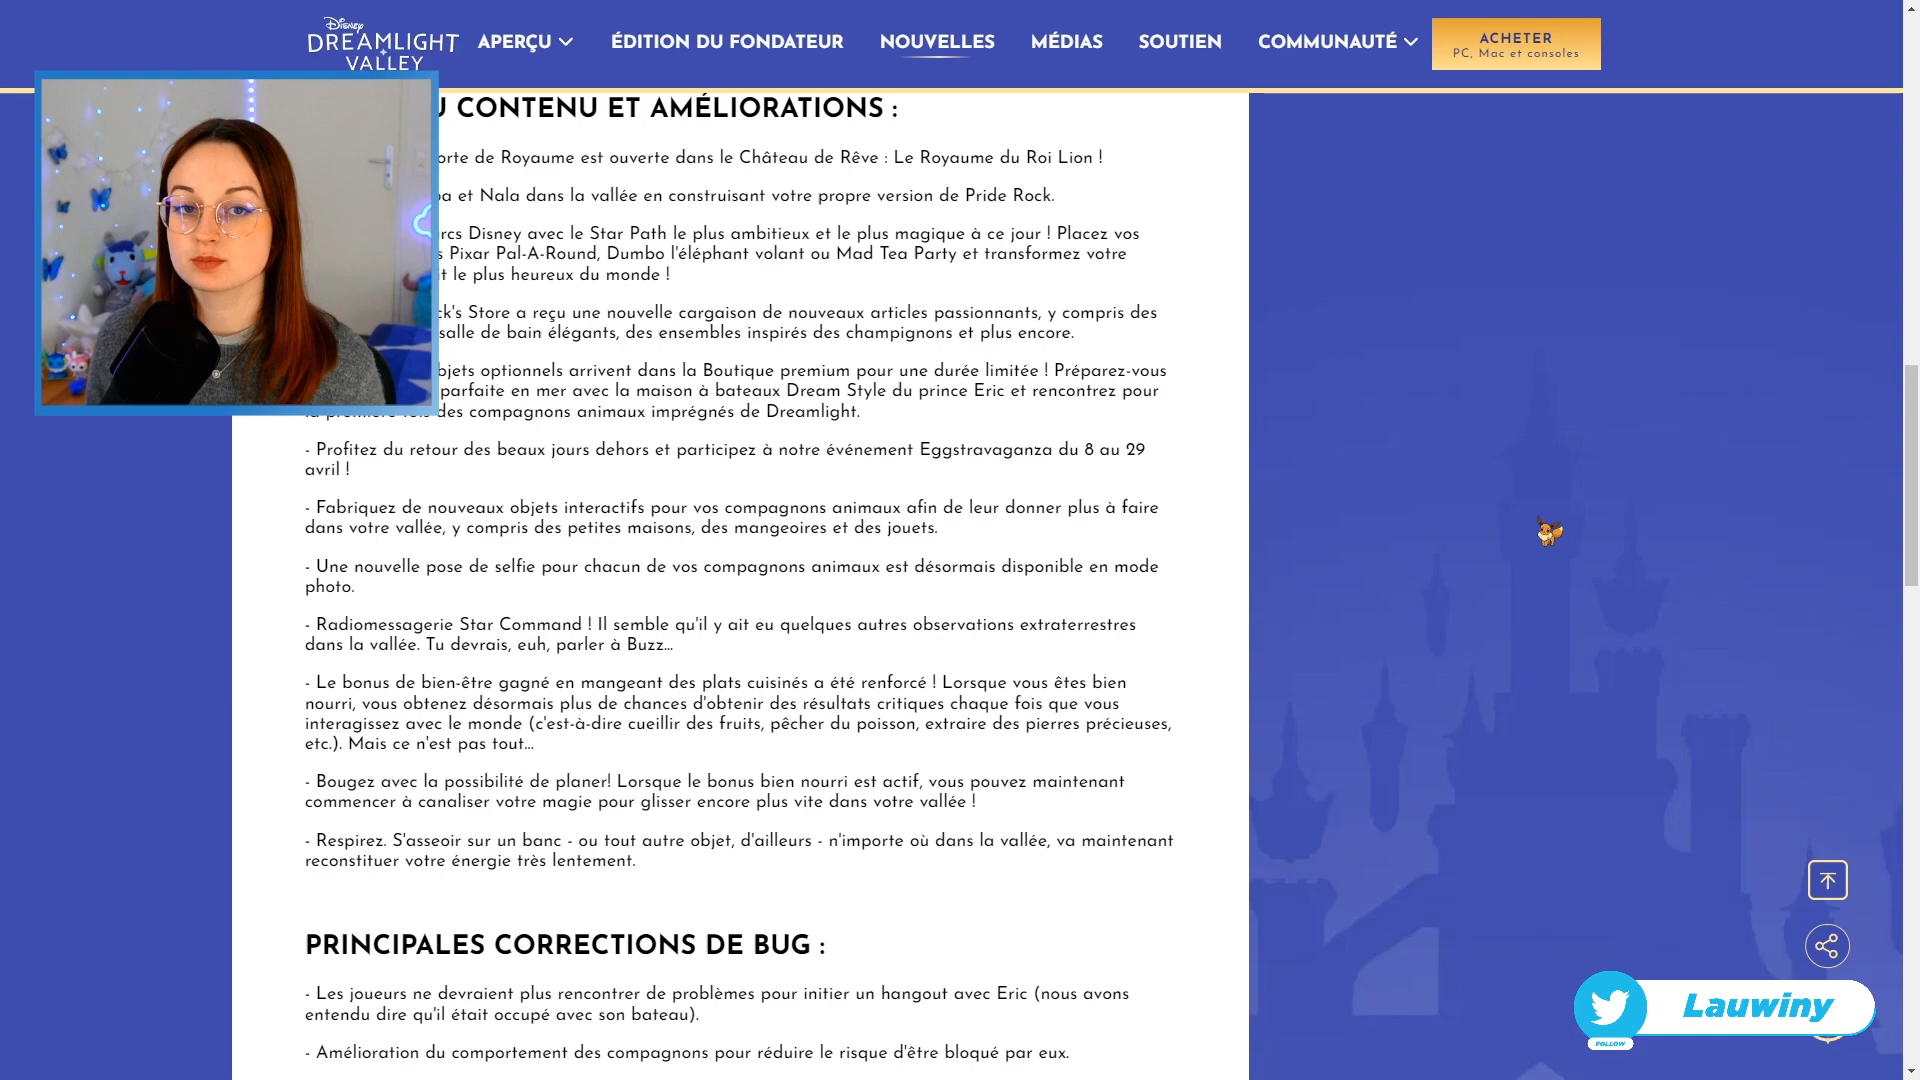 Disney
DREAMLIGHT
VALLEY
APERÇU
ÉDITION DU FONDATEUR
NOUVELLES
MÉDIAS
SOUTIEN
COMMUNAUTÉ
ACHETER
PC, Mac et consoles
CONTENU ET AMÉLIORATIONS :
de Royaume est ouverte dans le Château de Rêve : Le Royaume du Roi Lion !
et Nala dans la vallée en construisant votre propre version de Pride Rock.
Disney avec le Star Path le plus ambitieux et le plus magique à ce jour ! Placez vos
Pixar Pal-A-Round, Dumbo l'éléphant volant ou Mad Tea Party et transformez votre
le plus heureux du monde !
Store a reçu une nouvelle cargaison de nouveaux articles passionnants, y compris des
salle de bain élégants, des ensembles inspirés des champignons et plus encore.
optionnels arrivent dans la Boutique premium pour une durée limitée ! Préparez-vous
parfaite en mer avec la maison à bateaux Dream Style du prince Eric et rencontrez pour
des compagnons animaux imprégnés de Dreamlight.
- Profitez du retour des beaux jours dehors et participez à notre événement Eggstravaganza du 8 au 29
avril !
- Fabriquez de nouveaux objets interactifs pour vos compagnons animaux afin de leur donner plus à faire
dans votre vallée, y compris des petites maisons, des mangeoires et des jouets.
- Une nouvelle pose de selfie pour chacun de vos compagnons animaux est désormais disponible en mode
photo.
- Radiomessagerie Star Command ! Il semble qu'il y ait eu quelques autres observations extraterrestres
dans la vallée. Tu devrais, euh, parler à Buzz...
- Le bonus de bien-être gagné en mangeant des plats cuisinés a été renforcé ! Lorsque vous êtes bien
nourri, vous obtenez désormais plus de chances d'obtenir des résultats critiques chaque fois que vous
interagissez avec le monde (c'est-à-dire cueillir des fruits, pêcher du poisson, extraire des pierres précieuses,
etc.). Mais ce n'est pas tout...
- Bougez avec la possibilité de planer! Lorsque le bonus bien nourri est actif, vous pouvez maintenant
commencer à canaliser votre magie pour glisser encore plus vite dans votre vallée !
- Respirez. S'asseoir sur un banc - ou tout autre objet, d'ailleurs - n'importe où dans la vallée, va maintenant
reconstituer votre énergie très lentement.
PRINCIPALES CORRECTIONS DE BUG :
- Les joueurs ne devraient plus rencontrer de problèmes pour initier un hangout avec Eric (nous avons
entendu dire qu'il était occupé avec son bateau).
- Amélioration du comportement des compagnons pour réduire le risque d'être bloqué par eux.
Lauwiny
FOLLOW